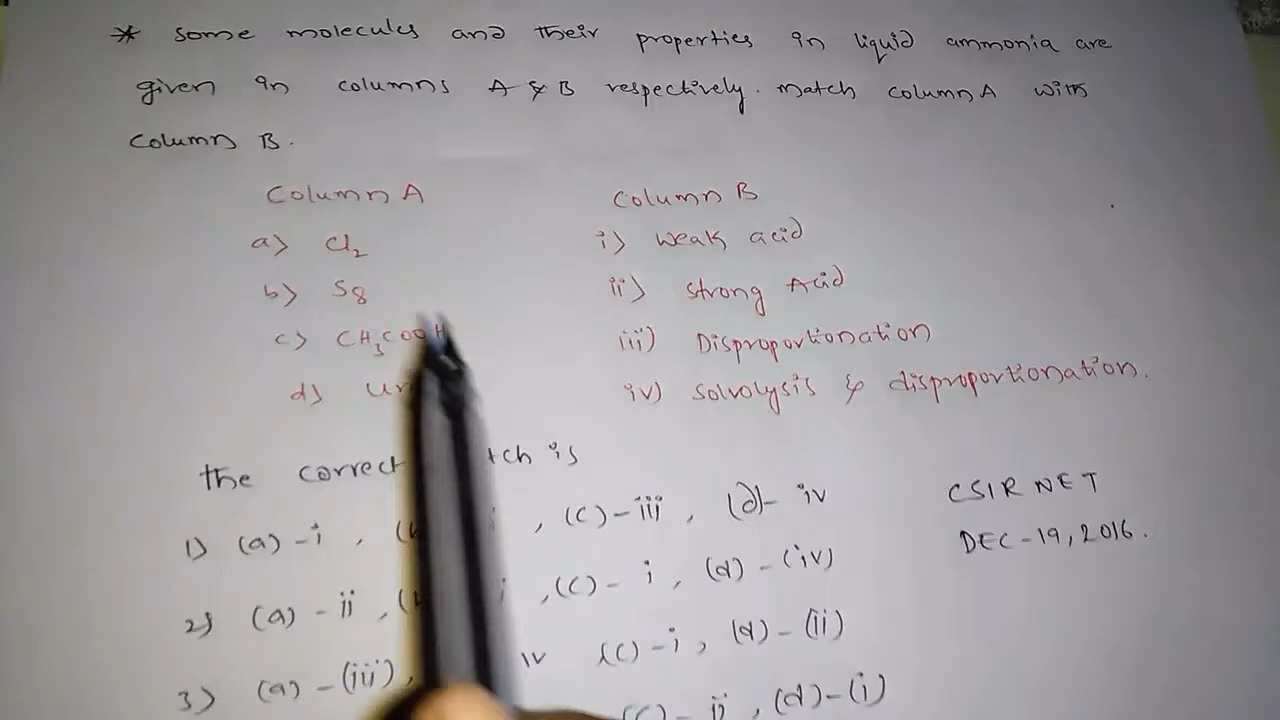 * Some molecules and their properties in liquid ammonia are
given in columns A & B respectively. Match column A with
column B.
Column A Column B
a) Cl2 i) weak acid
b) S8 ii) Strong Acid
c) CH3COOH iii) Disproportionation
d) iv) Solvolysis & disproportionation.
the correct is
1) (a) - i , , (c) - iii , (d) - iv
CSIR NET
2) (a) - ii , , (c) - i , (d) - (iv)
DEC - 19, 2016.
3) (a) - (iii), iv (c) - i , (d) - (ii)
(c) - ii , (d) - (i)